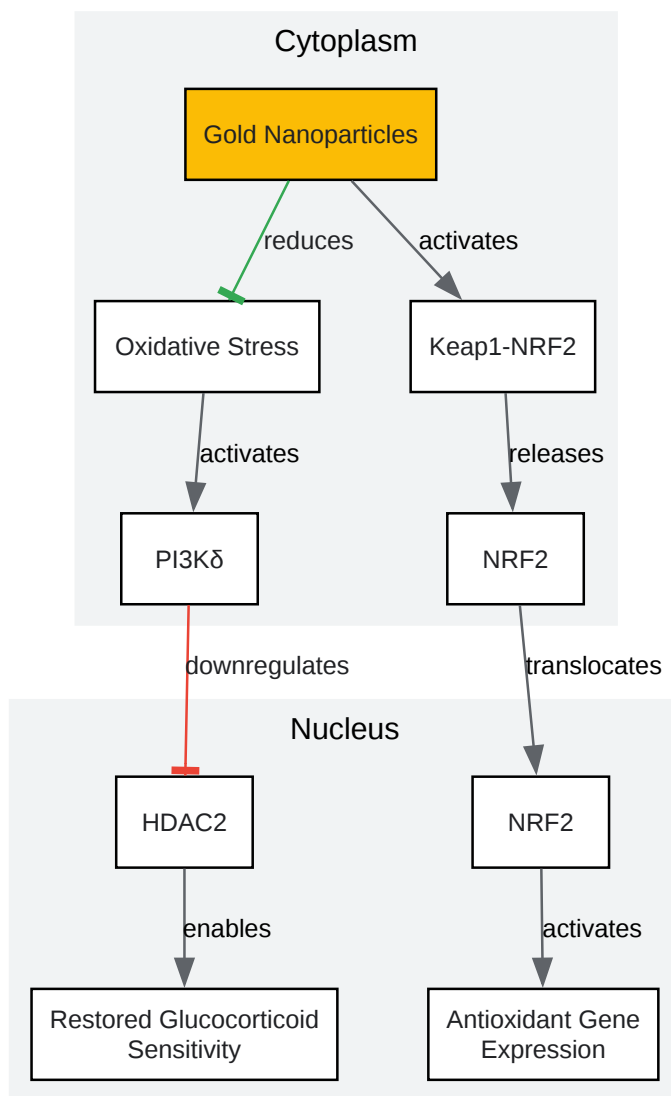 Cytoplasm
Gold Nanoparticles
reduces
activates
Oxidative Stress
Keap1-NRF2
activates
releases
PI3Kδ
NRF2
downregulates
translocates
Nucleus
HDAC2
NRF2
enables
activates
Restored Glucocorticoid
Sensitivity
Antioxidant Gene
Expression